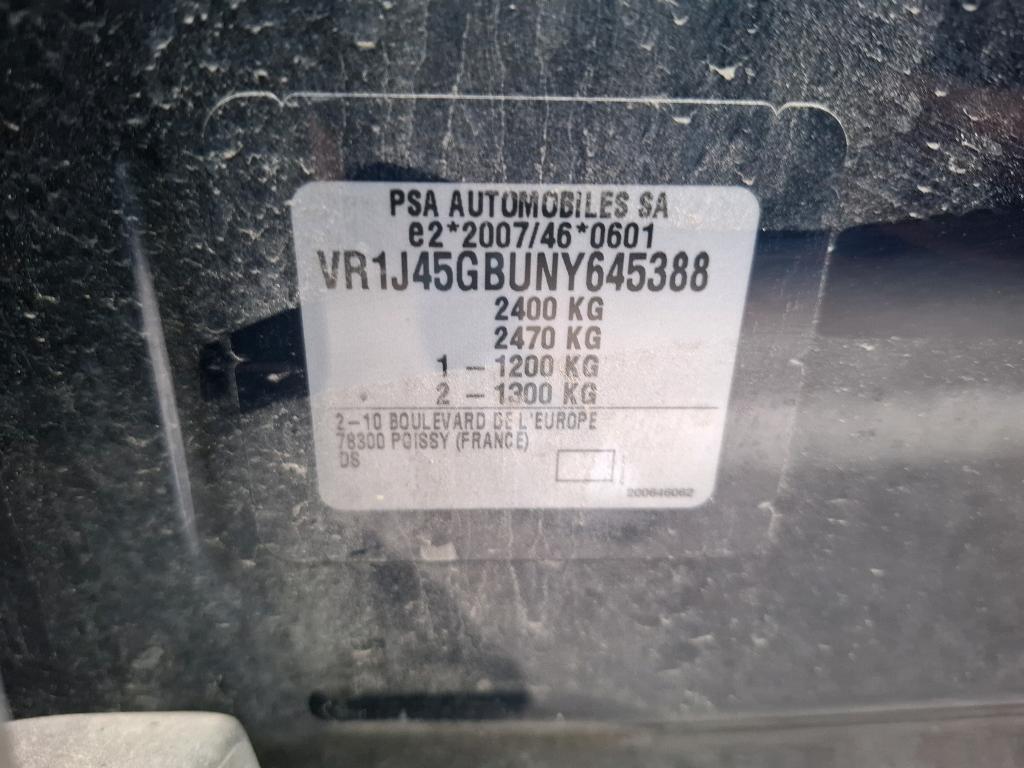 PSA AUTOMOBILES SA
e2*2007/46*0601
VR1J45GBUNY645388
2400 KG
2470 KG
1 – 1200 KG
2 – 1300 KG
2–10 BOULEVARD DE L'EUROPE
78300 POISSY (FRANCE)
DS
200646062